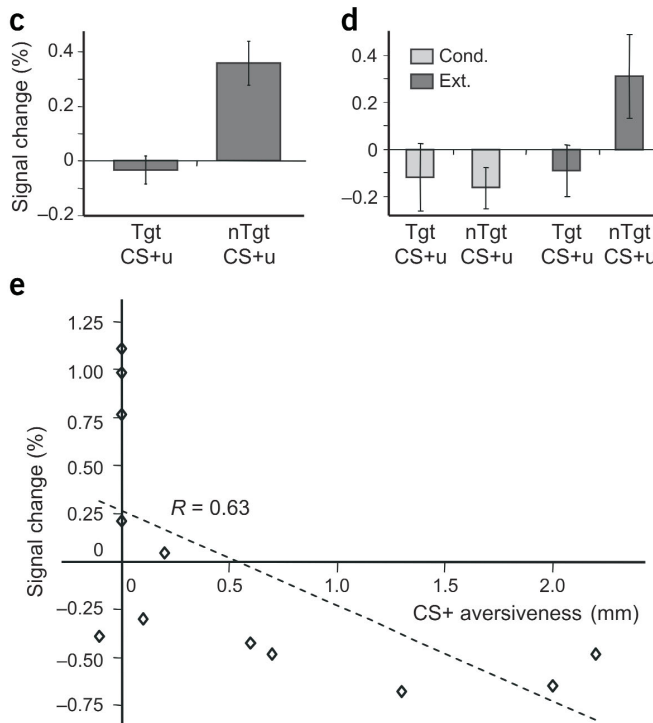 c
Signal change (%)
0.4
0.2
0
–0.2
Tgt
CS+u
nTgt
CS+u
d
Cond.
Ext.
0.4
0.2
0
–0.2
Tgt
CS+u
nTgt
CS+u
Tgt
CS+u
nTgt
CS+u
e
Signal change (%)
1.25
1.00
0.75
0.50
0.25
0
–0.25
–0.50
–0.75
R = 0.63
0
0.5
1.0
1.5
2.0
CS+ aversiveness (mm)